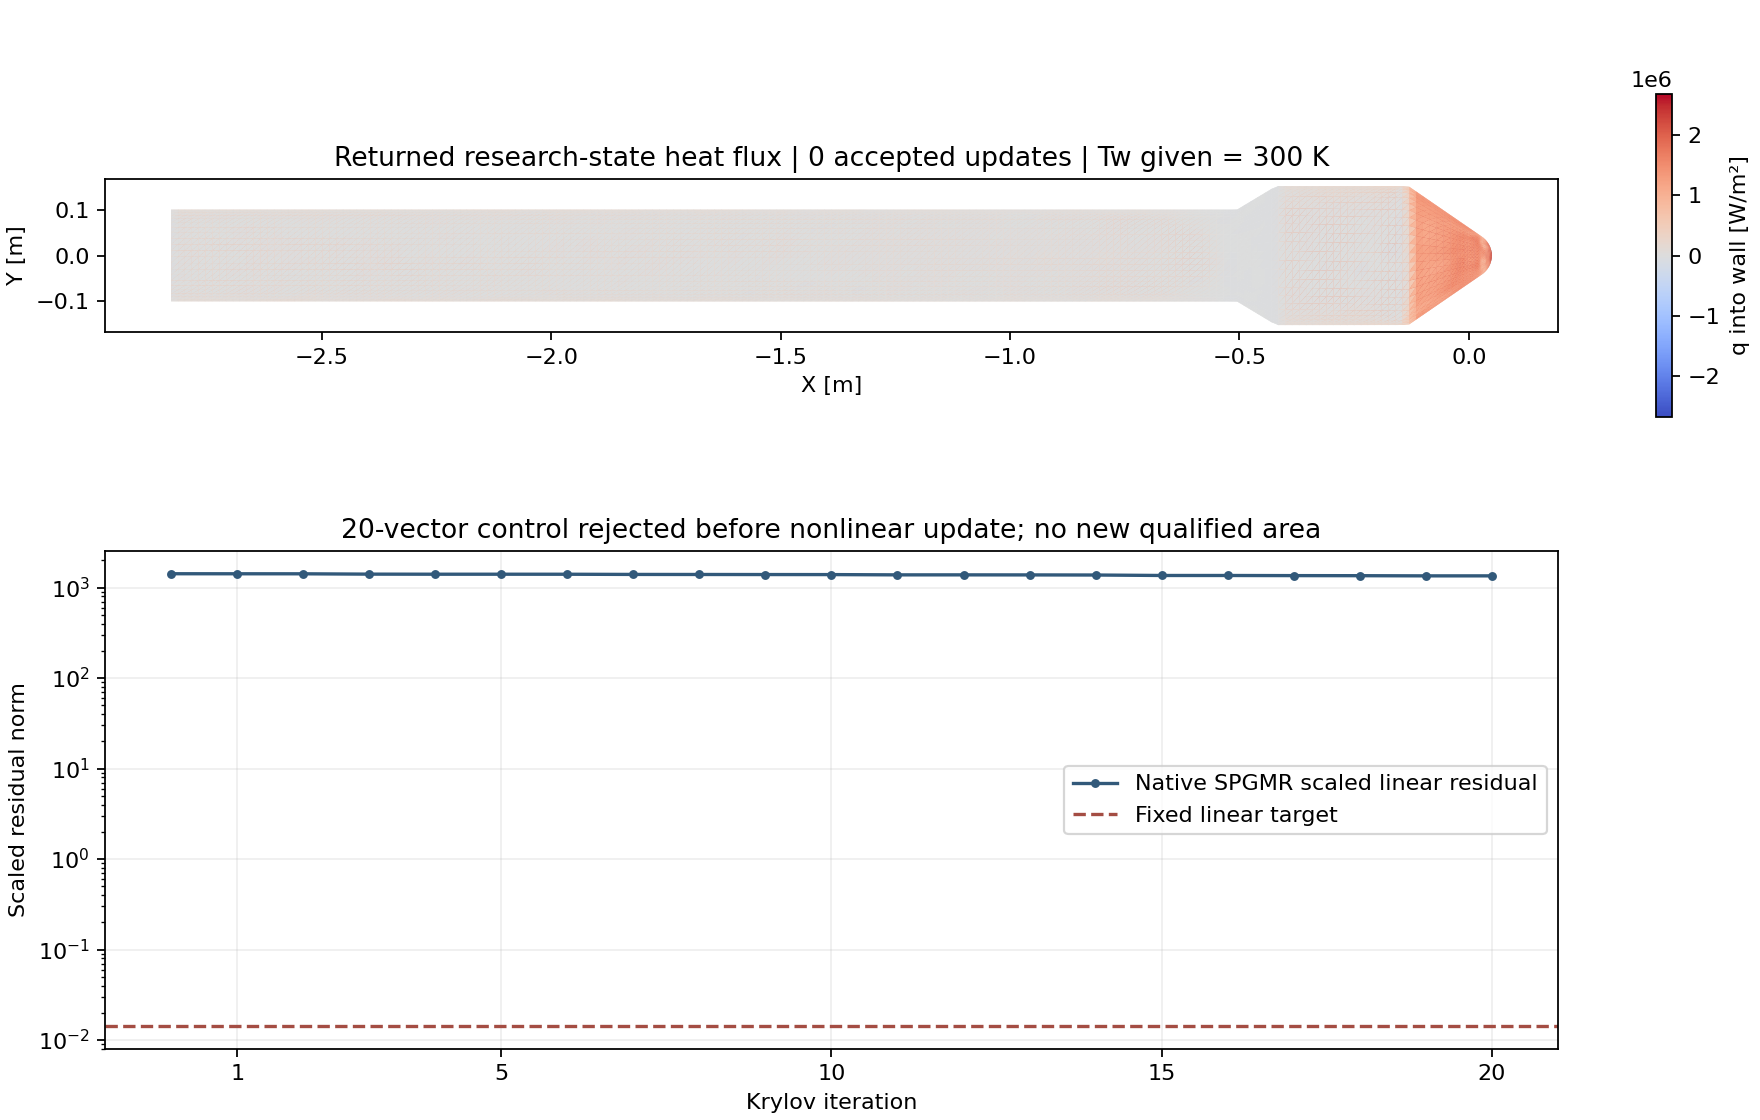 1e6
Returned research-state heat flux | 0 accepted updates | Tw given = 300 K
0.1
0.0
−0.1
Y [m]
−2.5 −2.0 −1.5 −1.0 −0.5 0.0
X [m]
2
1
0
−1
−2
q into wall [W/m²]
20-vector control rejected before nonlinear update; no new qualified area
10³
10²
10¹
10⁰
10⁻¹
10⁻²
Scaled residual norm
Native SPGMR scaled linear residual
Fixed linear target
1 5 10 15 20
Krylov iteration